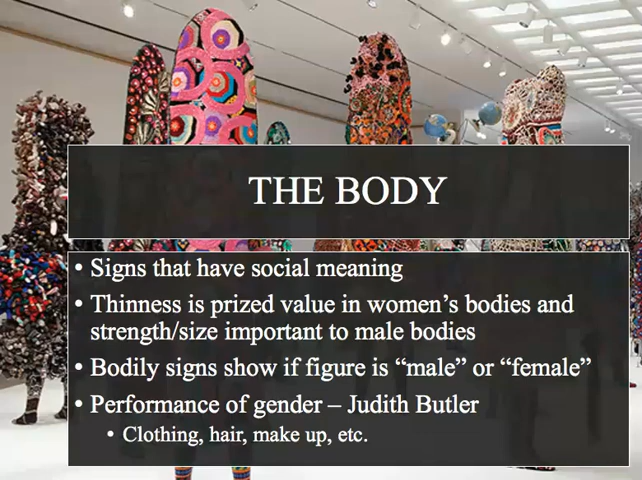 THE BODY
• Signs that have social meaning
• Thinness is prized value in women's bodies and
strength/size important to male bodies
• Bodily signs show if figure is “male” or “female”
• Performance of gender – Judith Butler
• Clothing, hair, make up, etc.